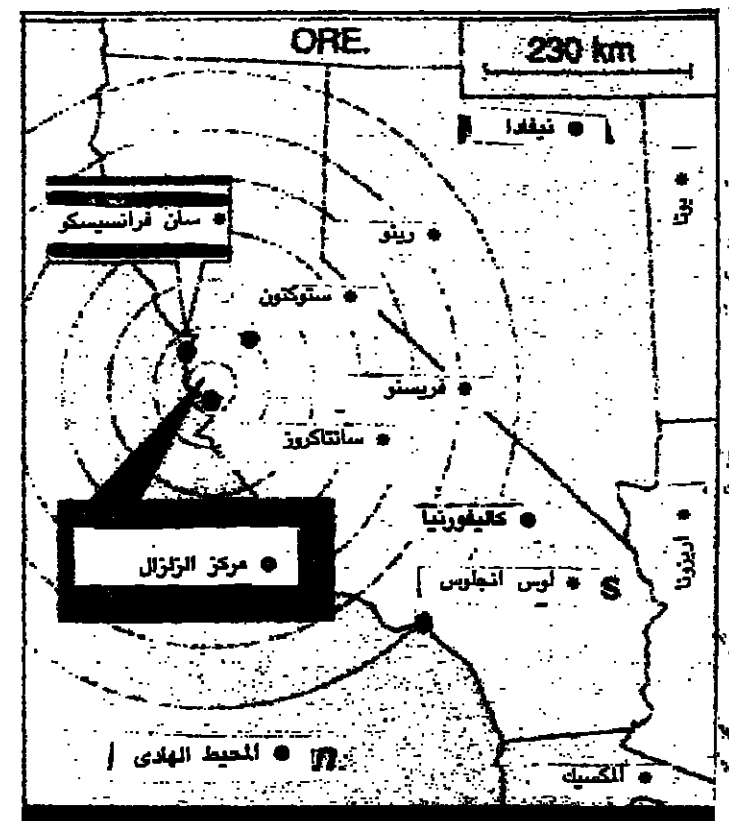 ORE.
230 km
نيفادا
يوتا
سان فرانسيسكو
رينو
ستوكتون
فريسنو
سانتاكروز
كاليفورنيا
اريزونا
مركز الزلزال
لوس انجلوس
S
المحيط الهادى
n
المكسيك